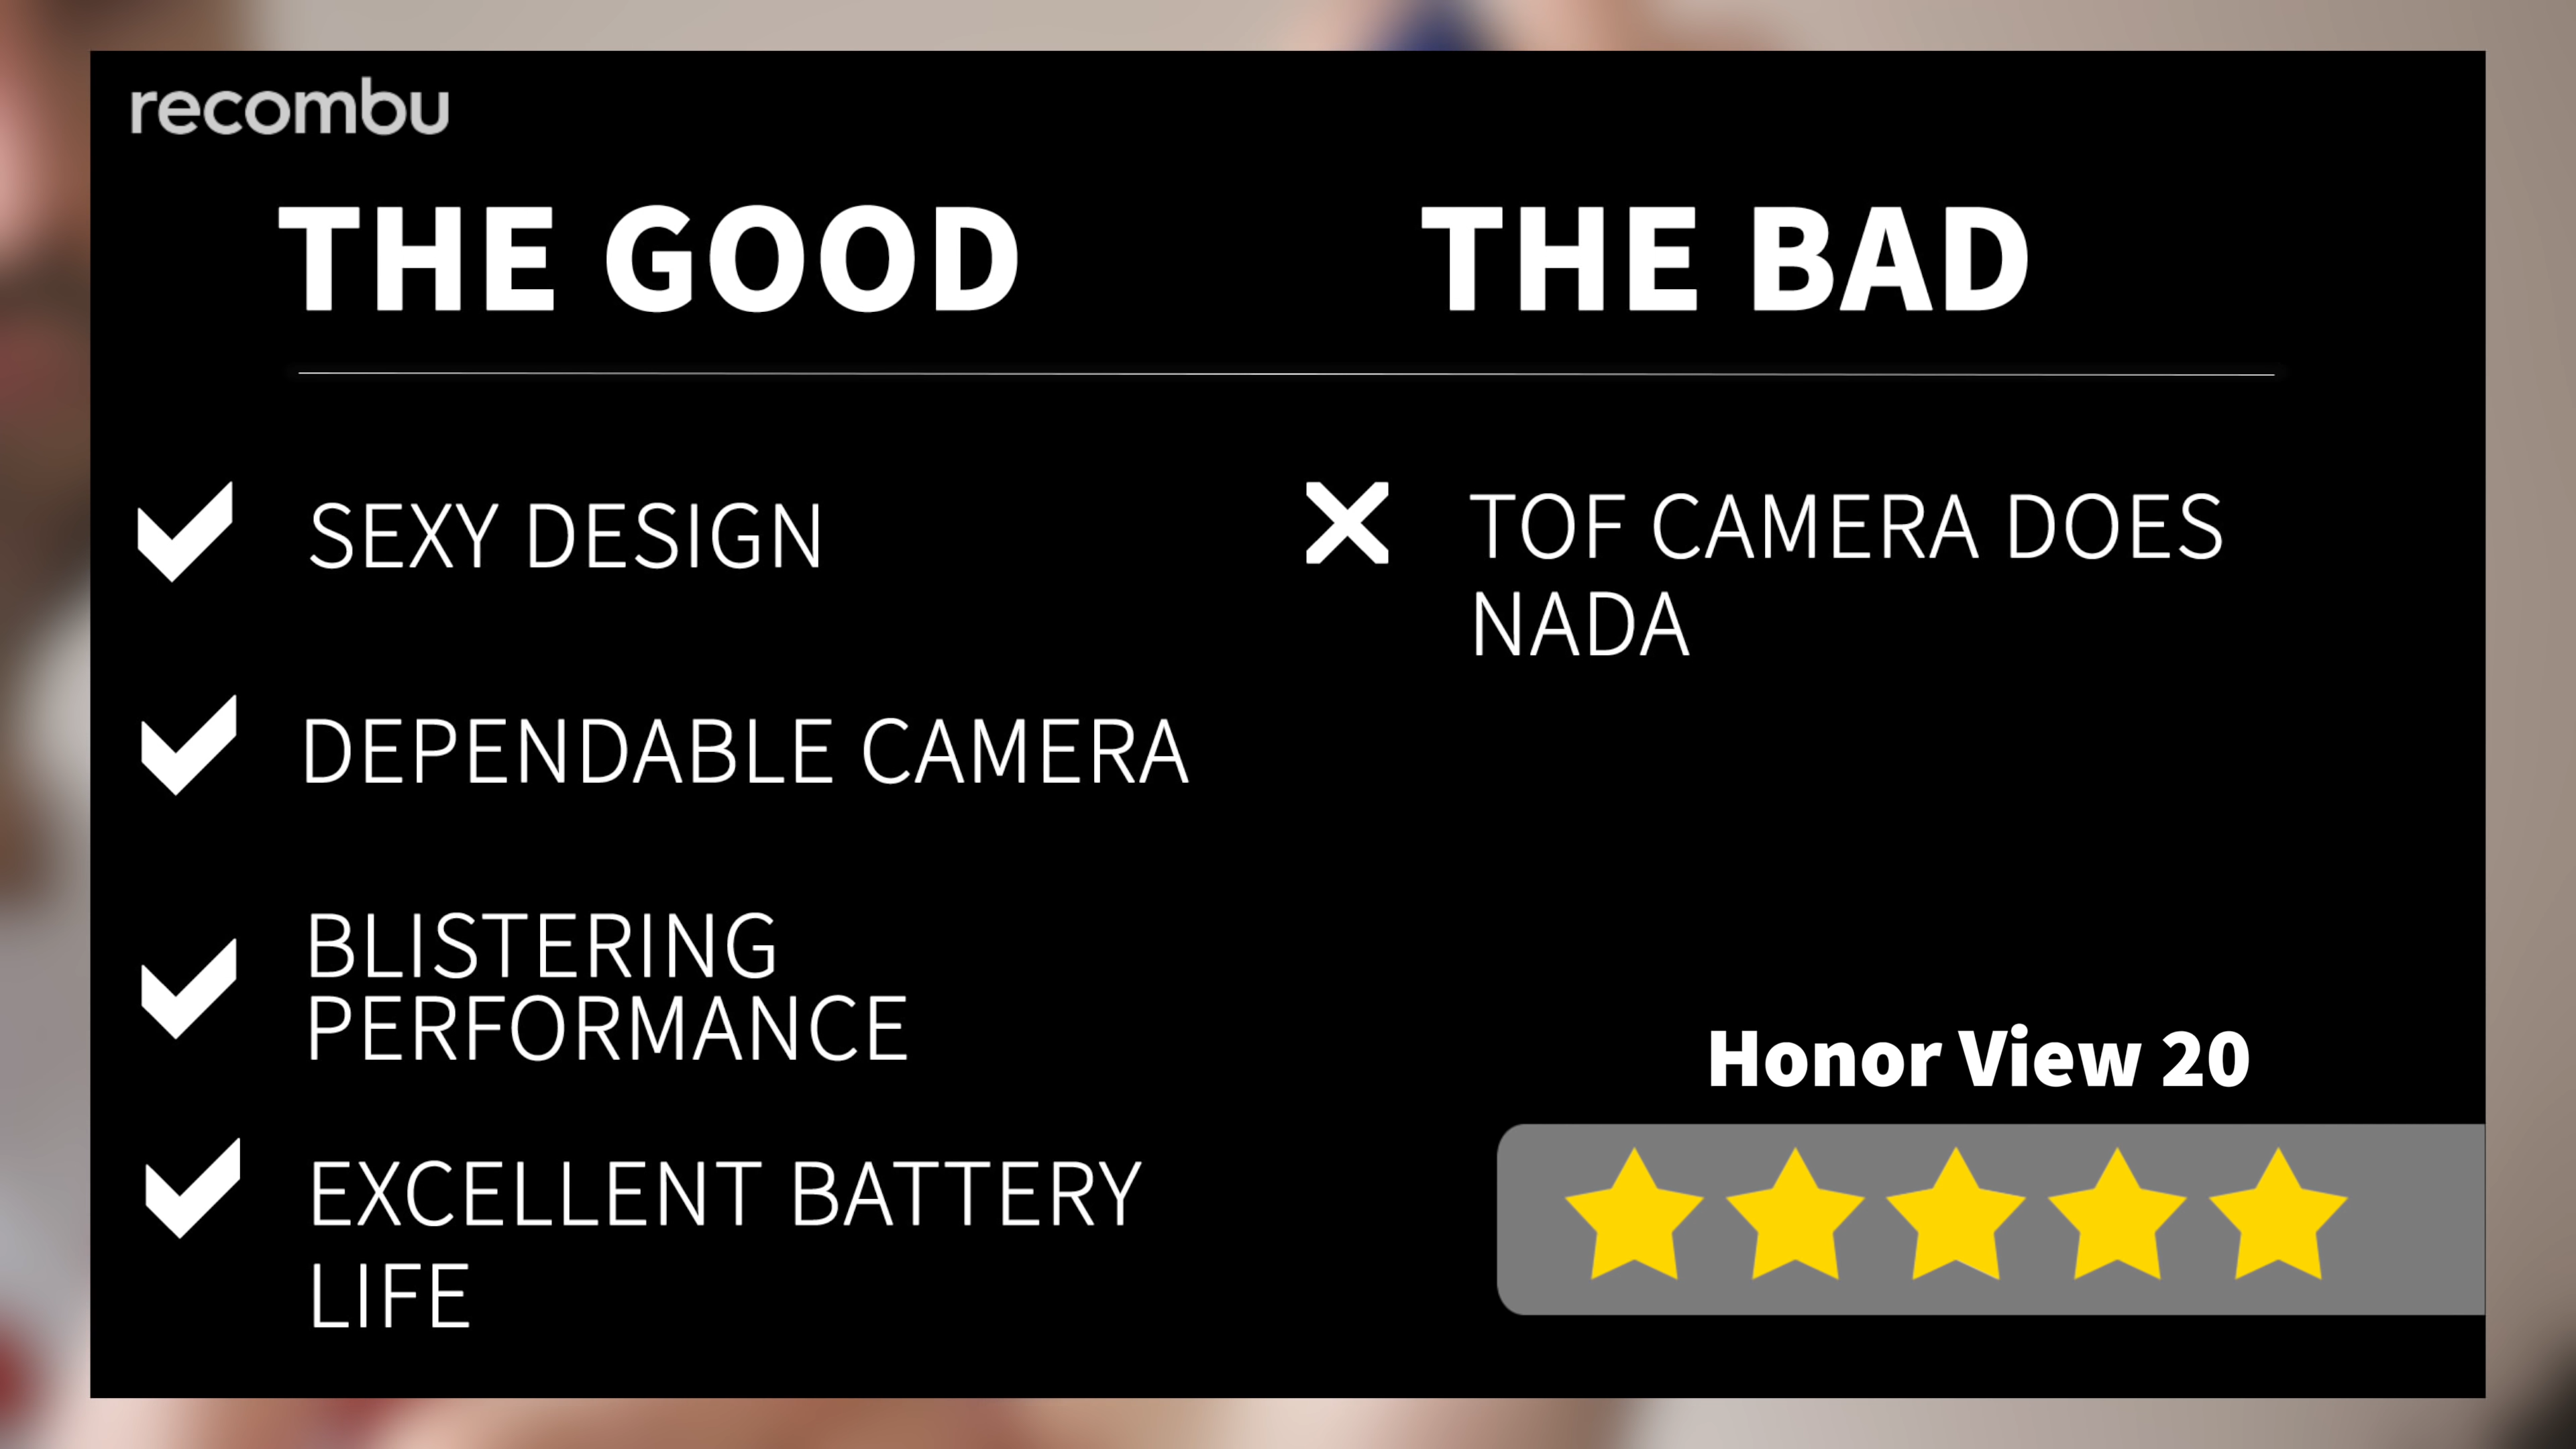 recombu
THE GOOD
THE BAD
SEXY DESIGN
DEPENDABLE CAMERA
BLISTERING
PERFORMANCE
EXCELLENT BATTERY
LIFE
TOF CAMERA DOES
NADA
Honor View 20